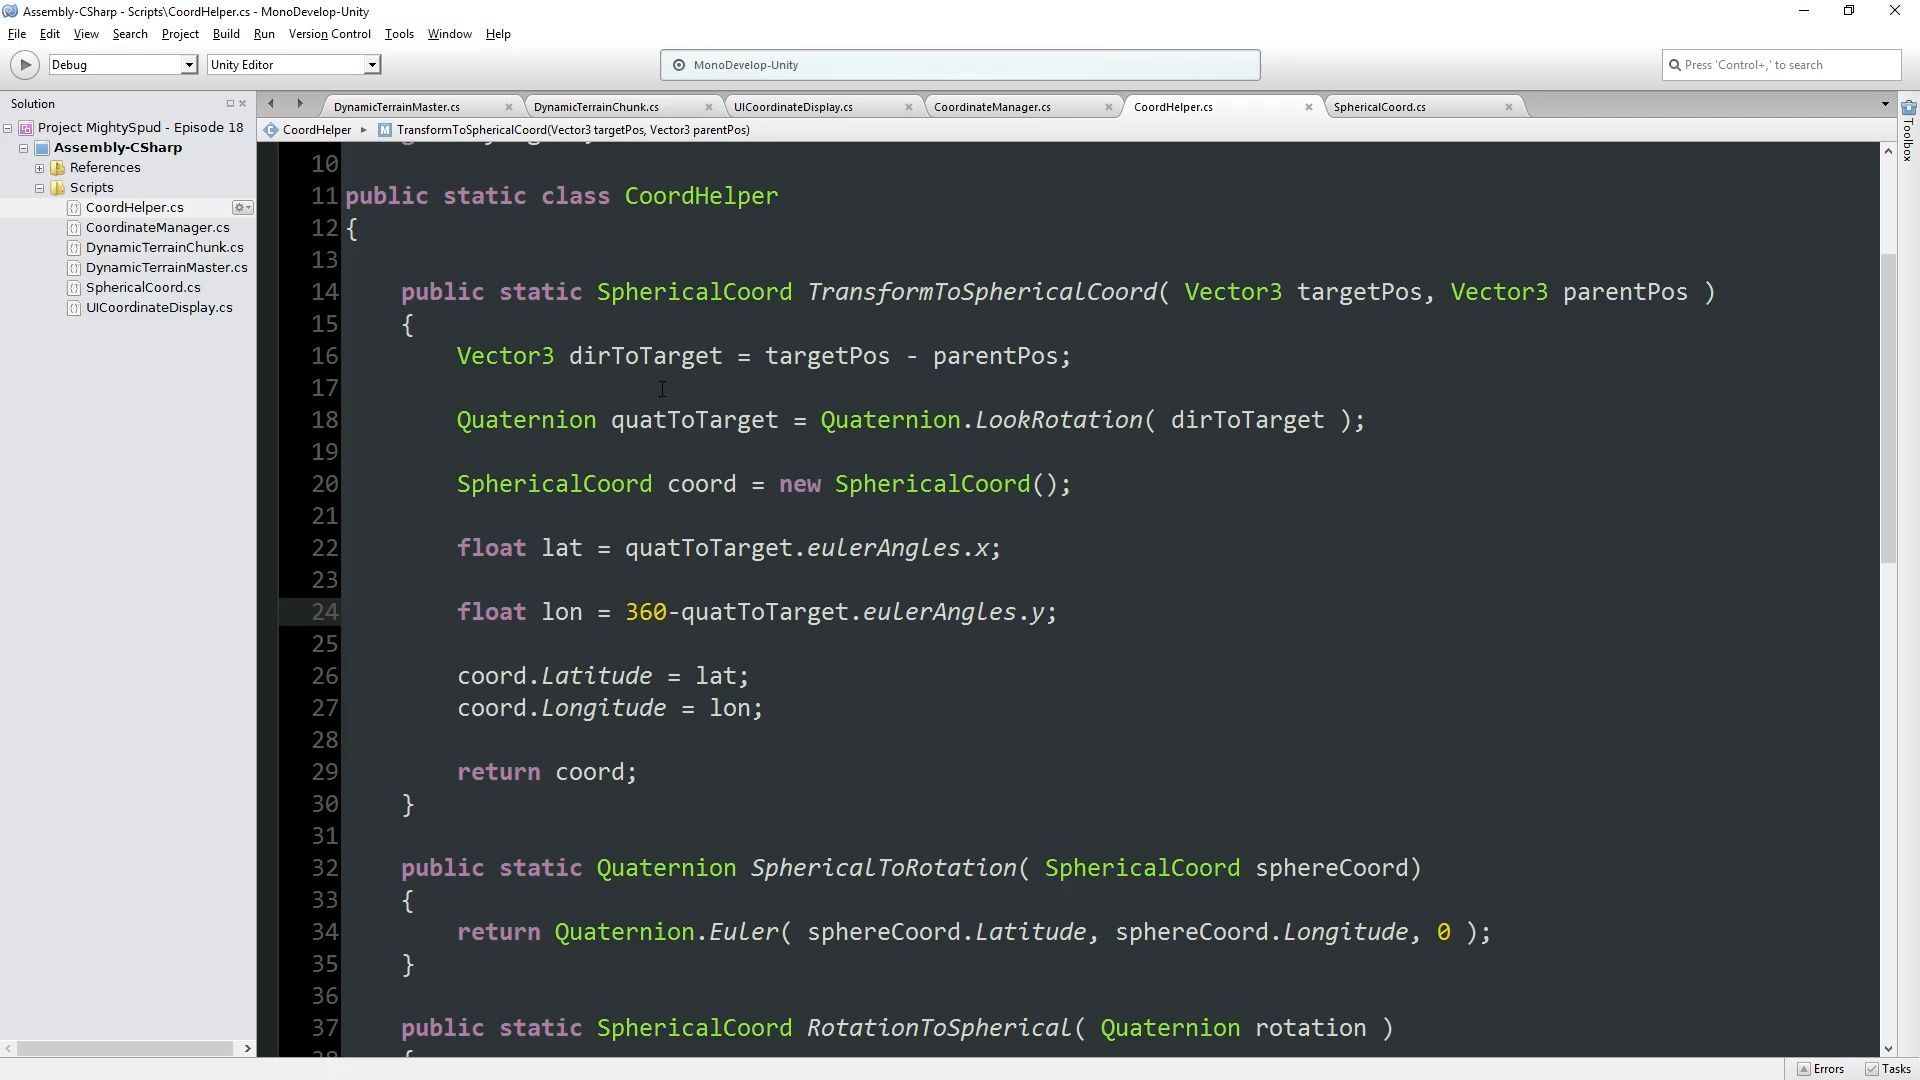 Assembly-CSharp - Scripts\CoordHelper.cs - MonoDevelop-Unity
File Edit View Search Project Build Run Version Control Tools Window Help
Debug Unity Editor MonoDevelop-Unity Press 'Control+,' to search
Solution
DynamicTerrainMaster.cs DynamicTerrainChunk.cs UICoordinateDisplay.cs CoordinateManager.cs CoordHelper.cs SphericalCoord.cs
CoordHelper TransformToSphericalCoord(Vector3 targetPos, Vector3 parentPos)
Project MightySpud - Episode 18
Assembly-CSharp
References
Scripts
CoordHelper.cs
CoordinateManager.cs
DynamicTerrainChunk.cs
DynamicTerrainMaster.cs
SphericalCoord.cs
UICoordinateDisplay.cs
Toolbox
10
11 public static class CoordHelper
12 {
13
14 public static SphericalCoord TransformToSphericalCoord( Vector3 targetPos, Vector3 parentPos )
15 {
16 Vector3 dirToTarget = targetPos - parentPos;
17
18 Quaternion quatToTarget = Quaternion.LookRotation( dirToTarget );
19
20 SphericalCoord coord = new SphericalCoord();
21
22 float lat = quatToTarget.eulerAngles.x;
23
24 float lon = 360-quatToTarget.eulerAngles.y;
25
26 coord.Latitude = lat;
27 coord.Longitude = lon;
28
29 return coord;
30 }
31
32 public static Quaternion SphericalToRotation( SphericalCoord sphereCoord)
33 {
34 return Quaternion.Euler( sphereCoord.Latitude, sphereCoord.Longitude, 0 );
35 }
36
37 public static SphericalCoord RotationToSpherical( Quaternion rotation )
Errors Tasks